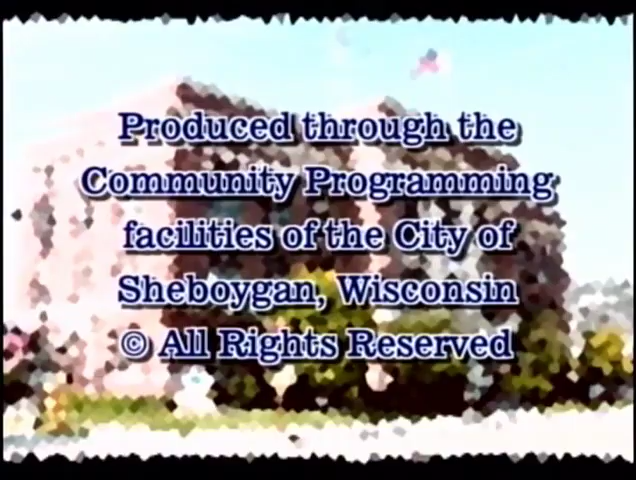 Produced through the
Community Programming
facilities of the City of
Sheboygan, Wisconsin
© All Rights Reserved